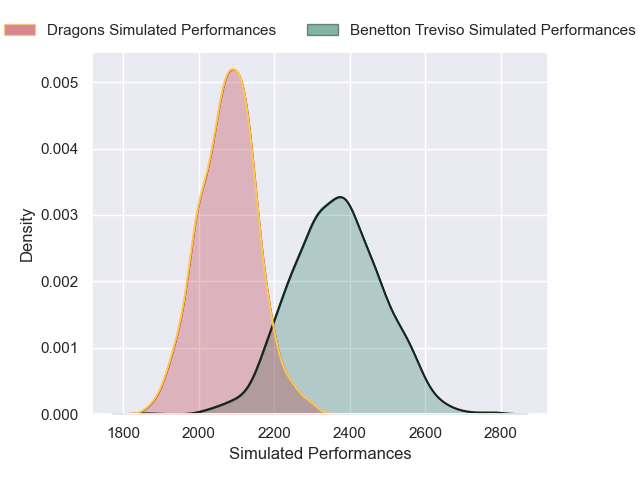 Dragons Simulated Performances
Benetton Treviso Simulated Performances
0.005
0.004
0.003
0.002
0.001
0.000
Density
1800 2000 2200 2400 2600 2800
Simulated Performances